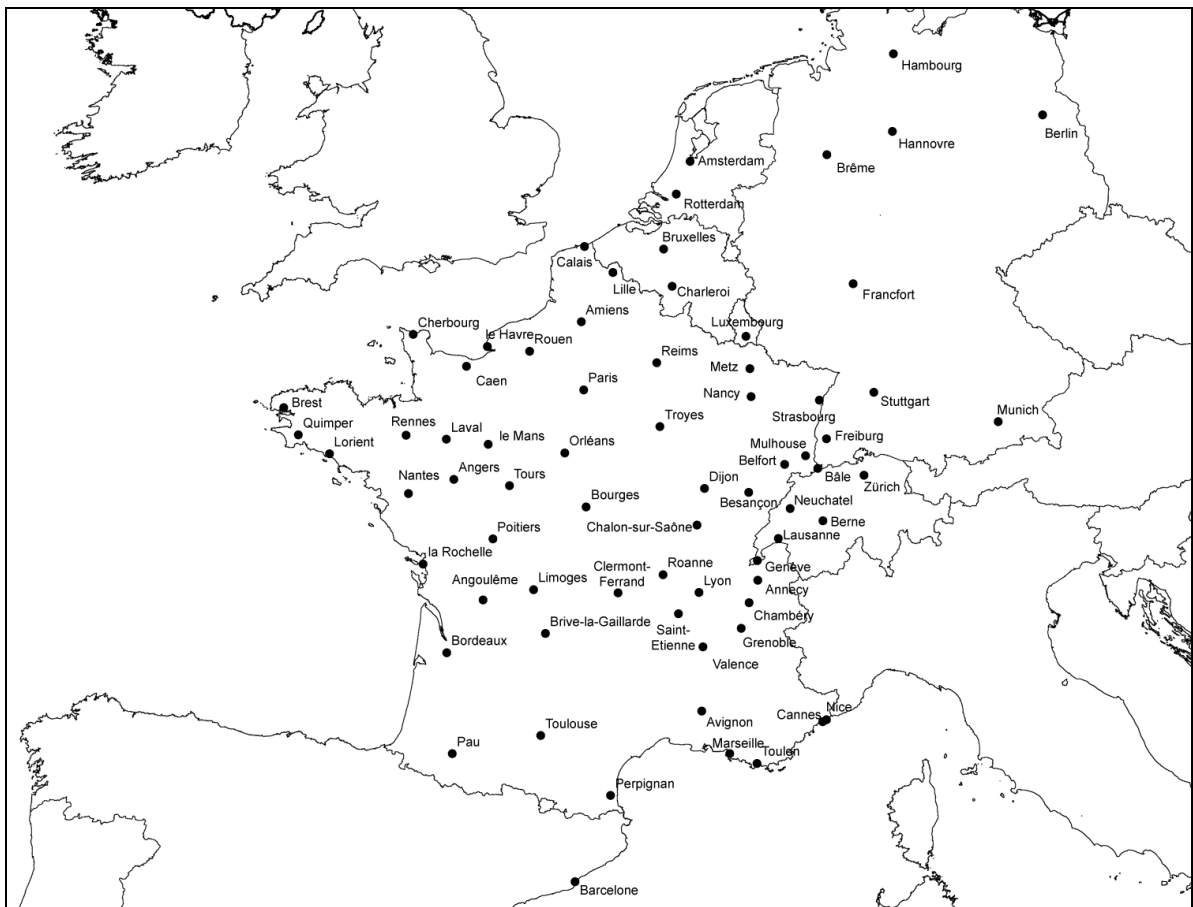 Hambourg
Berlin
Hannovre
Brême
Amsterdam
Rotterdam
Bruxelles
Calais
Lille
Charleroi
Francfort
Amiens
Luxembourg
Cherbourg
le Havre
Rouen
Reims
Metz
Caen
Paris
Nancy
Stuttgart
Brest
Strasbourg
Munich
Troyes
Quimper
Rennes
Laval
le Mans
Orléans
Lorient
Freiburg
Mulhouse
Belfort
Bâle
Zürich
Nantes
Angers
Tours
Dijon
Besançon
Bourges
Neuchatel
Chalon-sur-Saône
Berne
Poitiers
Lausanne
la Rochelle
Clermont-
Ferrand
Roanne
Genève
Angoulême
Limoges
Lyon
Annecy
Chambéry
Brive-la-Gaillarde
Saint-
Etienne
Grenoble
Bordeaux
Valence
Cannes
Nice
Avignon
Toulouse
Pau
Marseille
Toulon
Perpignan
Barcelone